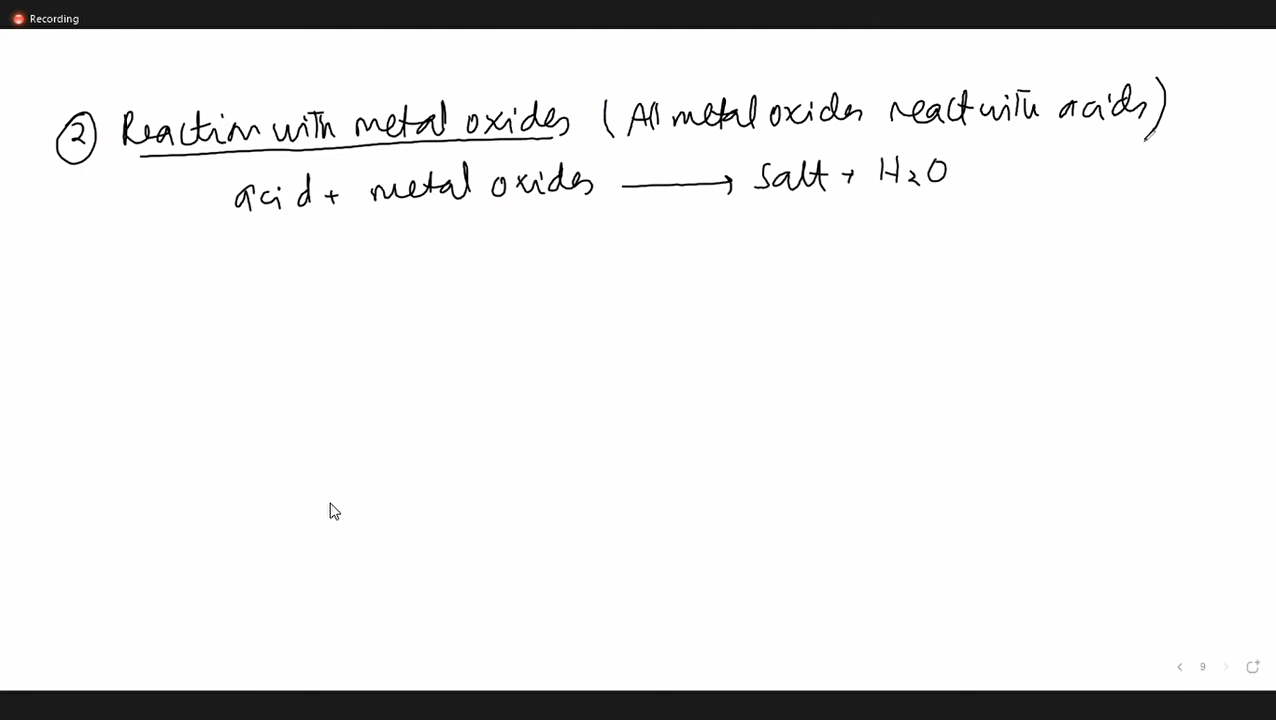 Recording
② Reaction with metal oxides (All metal oxides react with acids)
acid + metal oxides ⟶ salt + H₂O
9